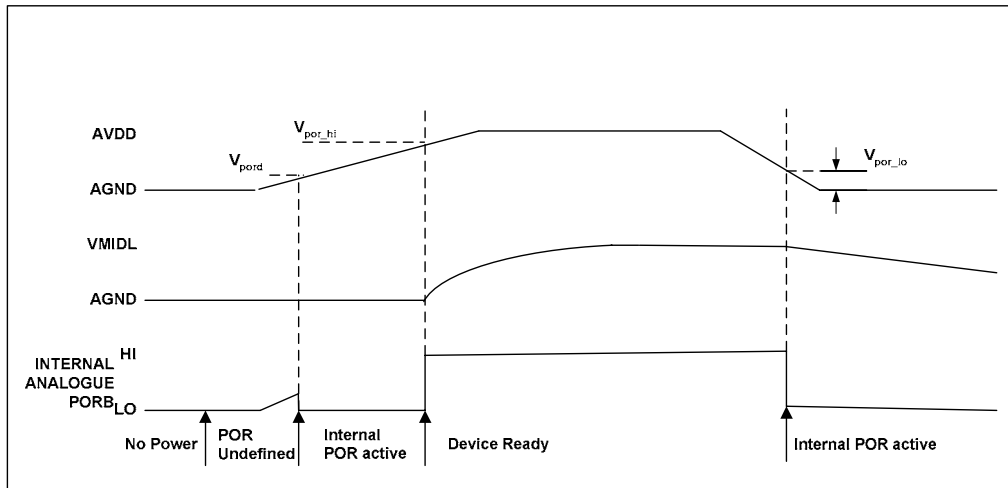 AVDD
V_por_hi
V_pord
V_por_lo
AGND
VMIDL
AGND
HI
INTERNAL
ANALOGUE
PORB
LO
No Power
POR
Undefined
Internal
POR active
Device Ready
Internal POR active